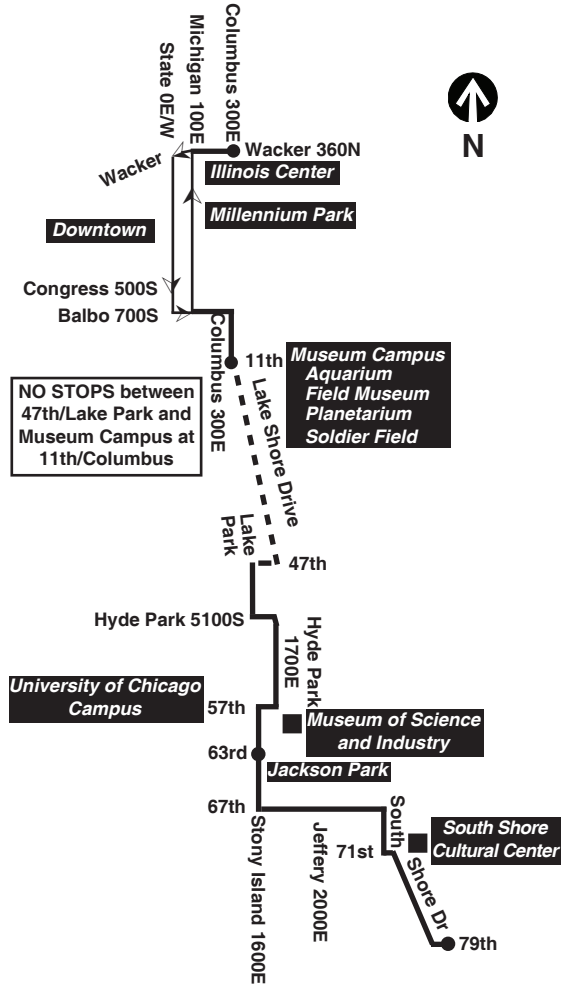 Columbus 300E
Michigan 100E
State 0E/W
Wacker
Wacker 360N
N
Illinois Center
Millennium Park
Downtown
Congress 500S
Balbo 700S
Columbus 300E
11th
Museum Campus
Aquarium
Field Museum
Planetarium
Soldier Field
NO STOPS between
47th/Lake Park and
Museum Campus at
11th/Columbus
Lake Shore Drive
Lake
Park
47th
Hyde Park 5100S
Hyde Park
1700E
University of Chicago
Campus
57th
Museum of Science
and Industry
63rd
Jackson Park
67th
Stony Island 1600E
Jeffery 2000E
South
Shore Dr
71st
South Shore
Cultural Center
79th